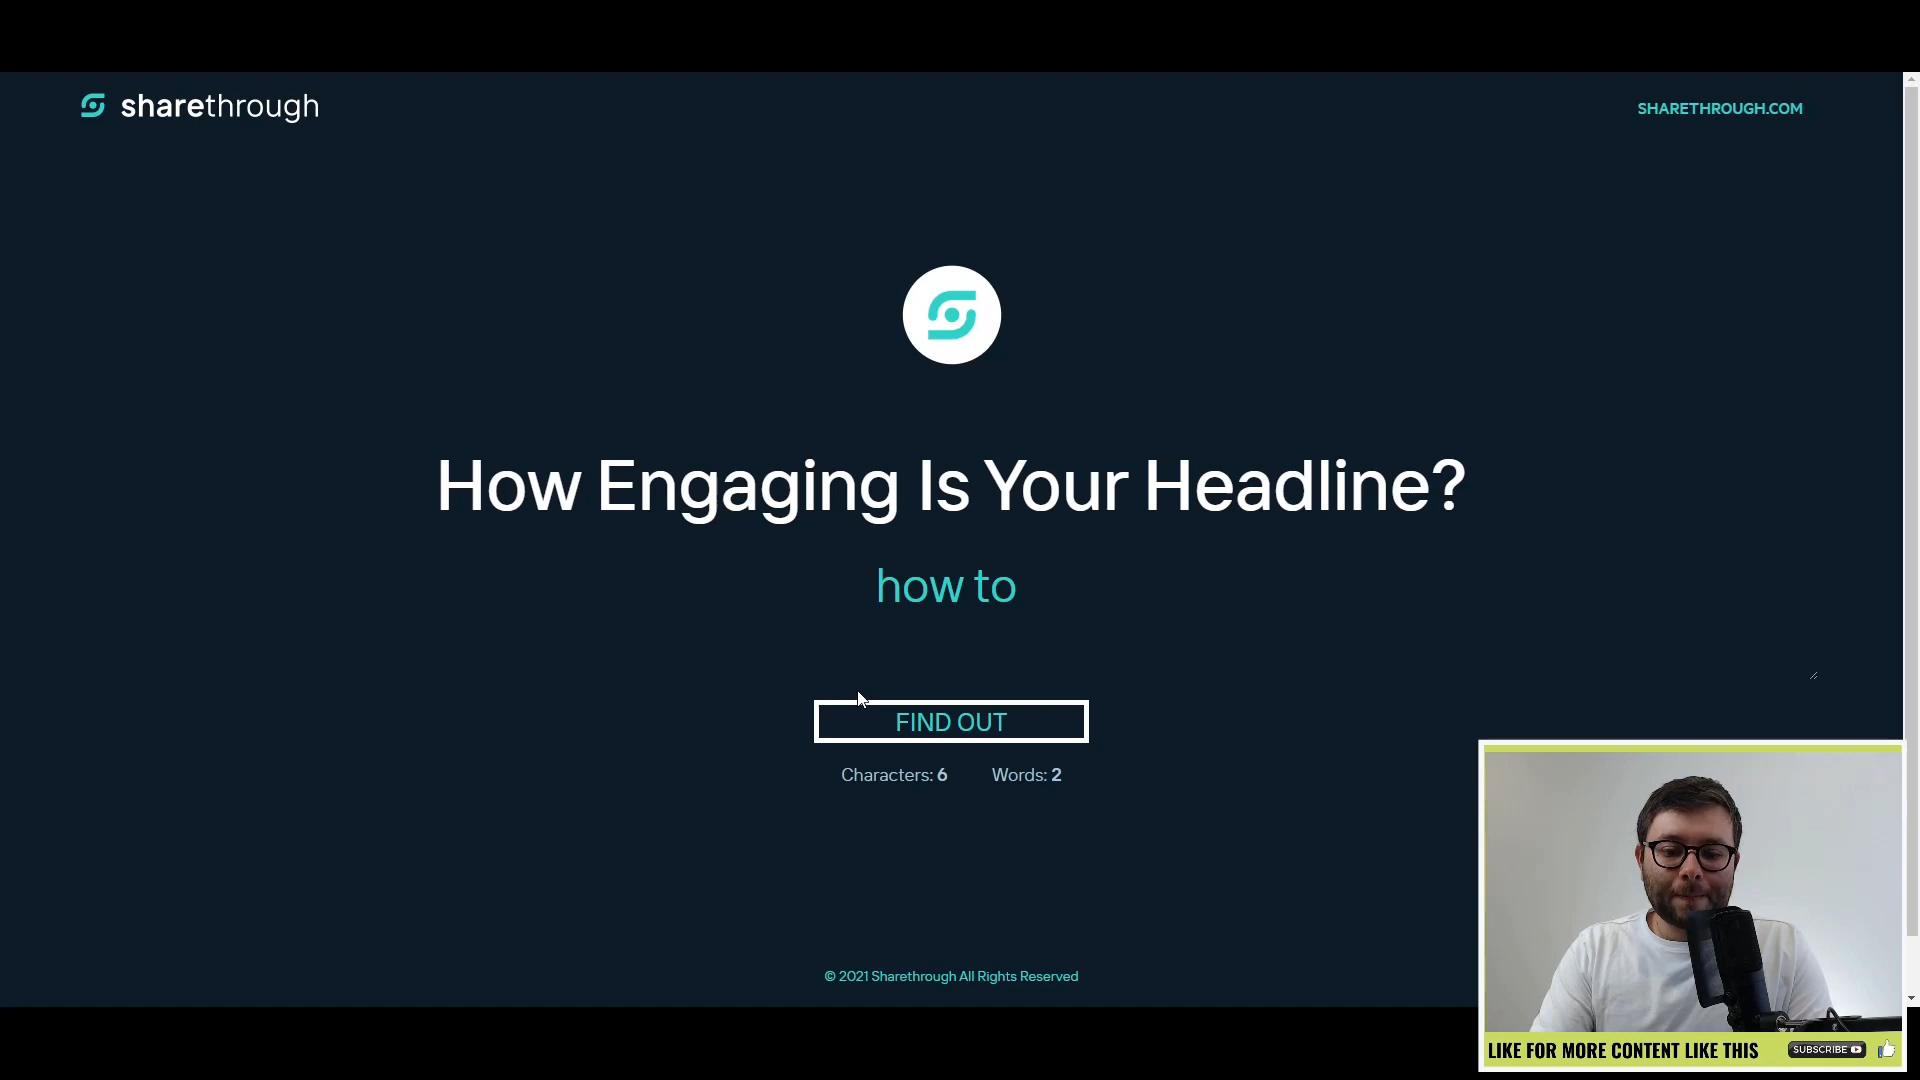 sharethrough
SHARETHROUGH.COM
How Engaging Is Your Headline?
how to
FIND OUT
Characters: 6 Words: 2
© 2021 Sharethrough All Rights Reserved
LIKE FOR MORE CONTENT LIKE THIS SUBSCRIBE